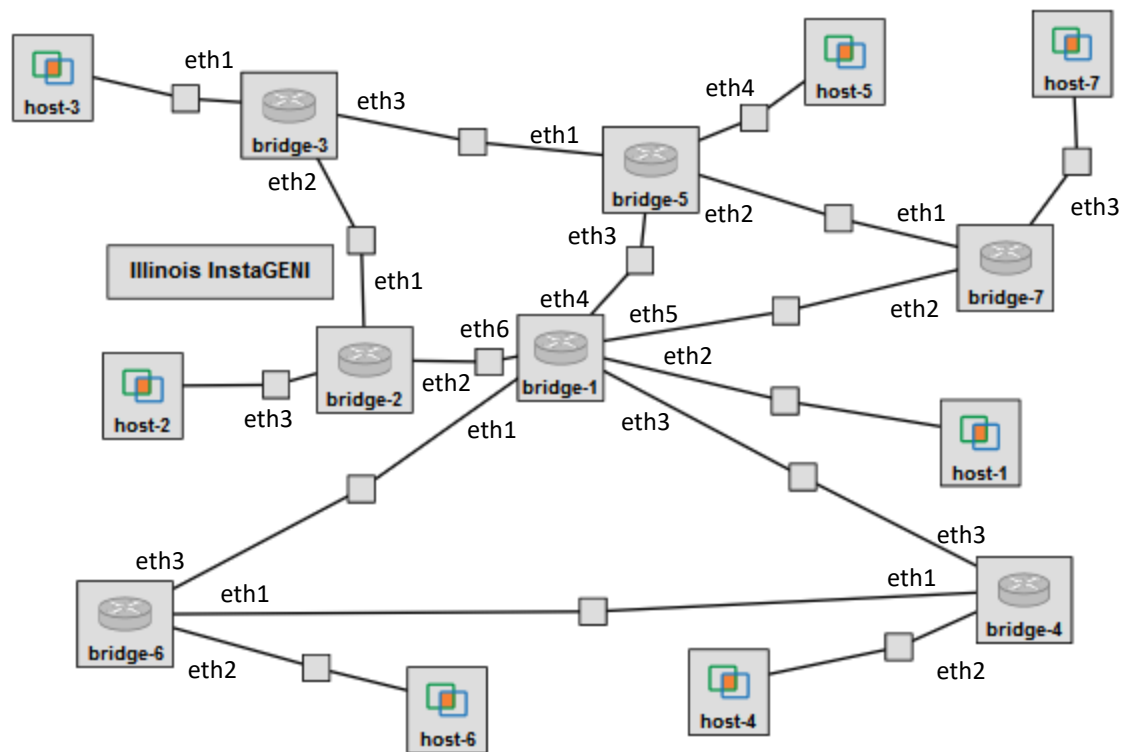 host-3
eth1
bridge-3
eth3
eth2
eth1
bridge-5
eth4
host-5
host-7
eth2
eth3
eth1
eth3
bridge-7
eth2
Illinois InstaGENI
eth1
eth4
eth6
eth5
eth2
bridge-2
eth2
bridge-1
host-2
eth3
eth1
eth3
host-1
eth3
eth3
bridge-6
eth1
eth1
bridge-4
eth2
eth2
host-6
host-4